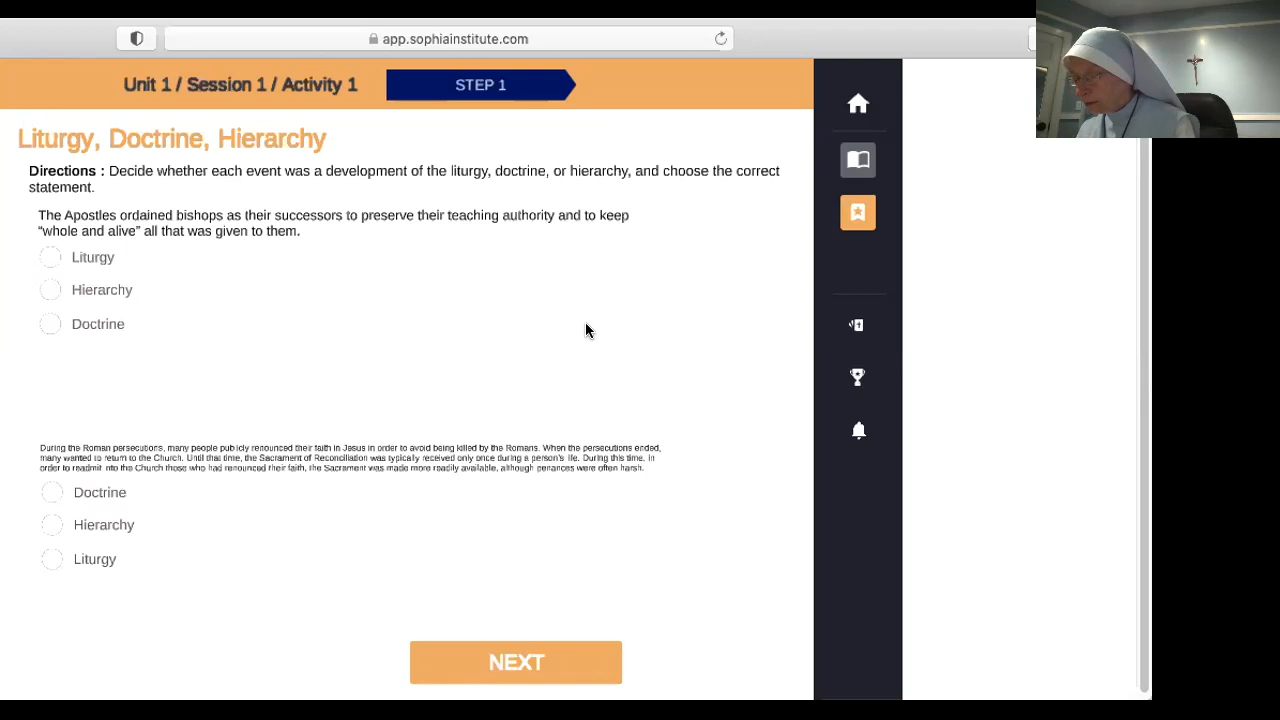 app.sophiainstitute.com
Unit 1 / Session 1 / Activity 1
STEP 1
Liturgy, Doctrine, Hierarchy
Directions : Decide whether each event was a development of the liturgy, doctrine, or hierarchy, and choose the correct
statement.
The Apostles ordained bishops as their successors to preserve their teaching authority and to keep
“whole and alive” all that was given to them.
Liturgy
Hierarchy
Doctrine
During the Roman persecutions, many people publicly renounced their faith in Jesus in order to avoid being killed by the Romans. When the persecutions ended,
many wanted to return to the Church. Until that time, the Sacrament of Reconciliation was typically received only once during a person's life. During this time, in
order to readmit into the Church those who had renounced their faith, the Sacrament was made more readily available, although penances were often harsh.
Doctrine
Hierarchy
Liturgy
NEXT